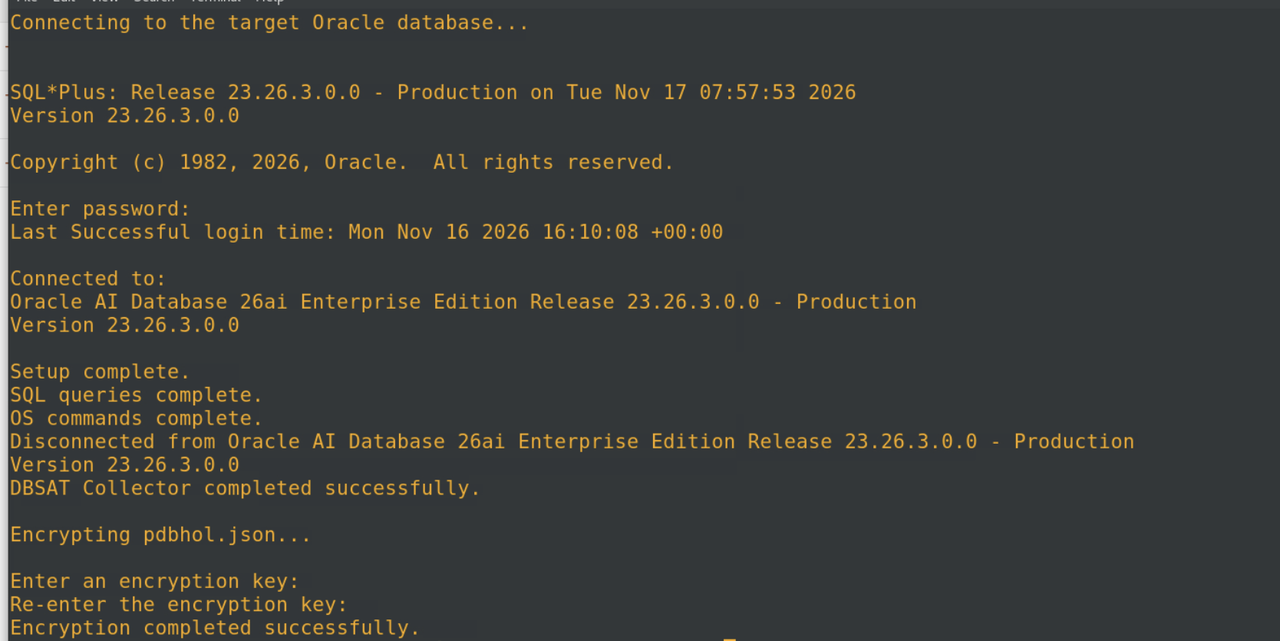 File Edit View Search Terminal Help
Connecting to the target Oracle database...
SQL*Plus: Release 23.26.3.0.0 - Production on Tue Nov 17 07:57:53 2026
Version 23.26.3.0.0
Copyright (c) 1982, 2026, Oracle.  All rights reserved.
Enter password:
Last Successful login time: Mon Nov 16 2026 16:10:08 +00:00
Connected to:
Oracle AI Database 26ai Enterprise Edition Release 23.26.3.0.0 - Production
Version 23.26.3.0.0
Setup complete.
SQL queries complete.
OS commands complete.
Disconnected from Oracle AI Database 26ai Enterprise Edition Release 23.26.3.0.0 - Production
Version 23.26.3.0.0
DBSAT Collector completed successfully.
Encrypting pdbhol.json...
Enter an encryption key:
Re-enter the encryption key:
Encryption completed successfully.